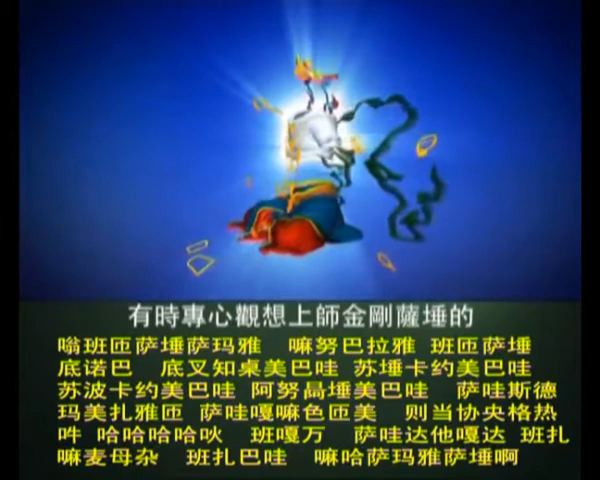 有時專心觀想上師金剛薩埵的
嗡班匝萨埵萨玛雅 嘛努巴拉雅 班匝萨埵
底诺巴 底叉知桌美巴哇 苏埵卡约美巴哇
苏波卡约美巴哇 阿努惹埵美巴哇 萨哇斯德
玛美扎雅匝 萨哇嘎嘛色匝美 则当协央格热
吽 哈哈哈哈吙 班嘎万 萨哇达他嘎达 班扎
嘛麦母杂 班扎巴哇 嘛哈萨玛雅萨埵啊